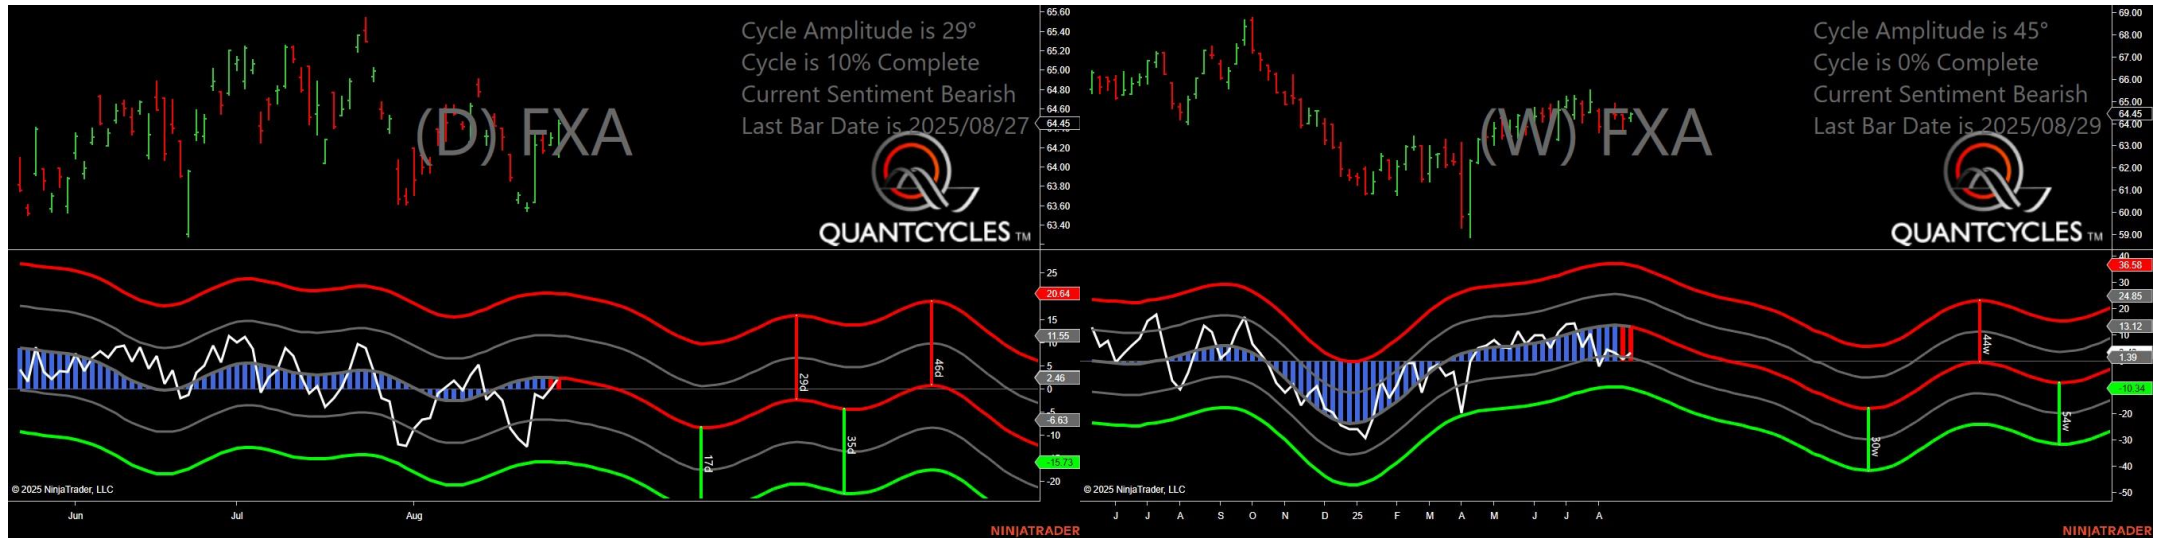 Cycle Amplitude is 29°
Cycle is 10% Complete
Current Sentiment Bearish
Last Bar Date is 2025/08/27
(D) FXA
QUANTCYCLES TM
65.60
65.40
65.20
65.00
64.80
64.60
64.45
64.20
64.00
63.80
63.60
63.40
25
20.64
15
11.55
10
5
2.46
0
-5
-6.63
-10
-15.73
-20
17d
29d
35d
46d
© 2025 NinjaTrader, LLC
Jun
Jul
Aug
NINJATRADER
Cycle Amplitude is 45°
Cycle is 0% Complete
Current Sentiment Bearish
Last Bar Date is 2025/08/29
(W) FXA
QUANTCYCLES TM
69.00
68.00
67.00
66.00
65.00
64.45
64.00
63.00
62.00
61.00
60.00
59.00
40
36.58
30
24.85
20
13.12
10
1.39
-10.34
-20
-30
-40
-50
30w
44w
54w
© 2025 NinjaTrader, LLC
J J A S O N D 25 F M A M J J A
NINJATRADER